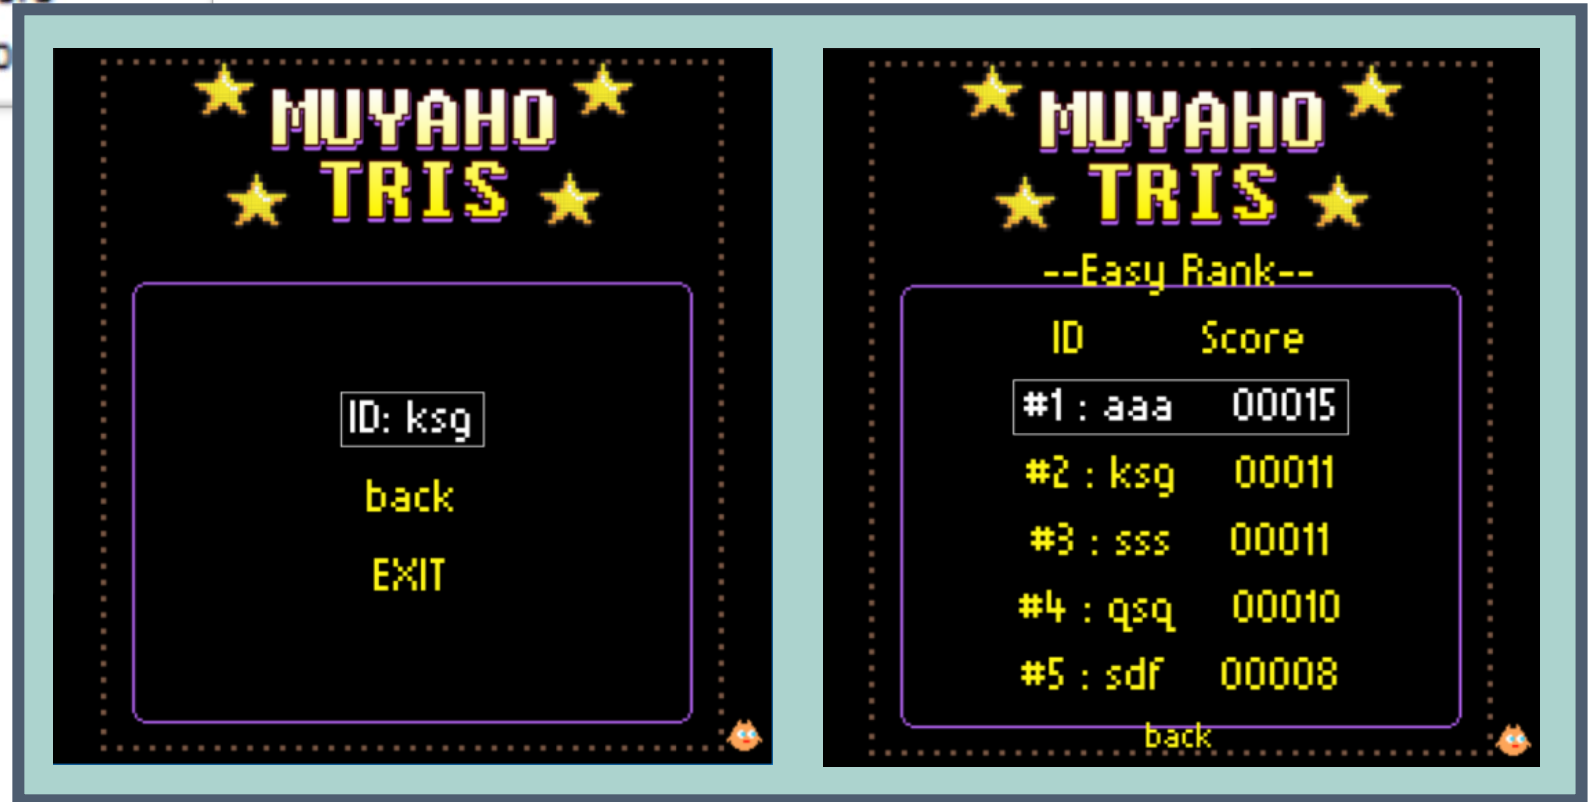 MUYAHO
TRIS
ID: ksg
back
EXIT
MUYAHO
TRIS
--Easy Rank--
ID Score
#1 : aaa 00015
#2 : ksg 00011
#3 : sss 00011
#4 : qsq 00010
#5 : sdf 00008
back